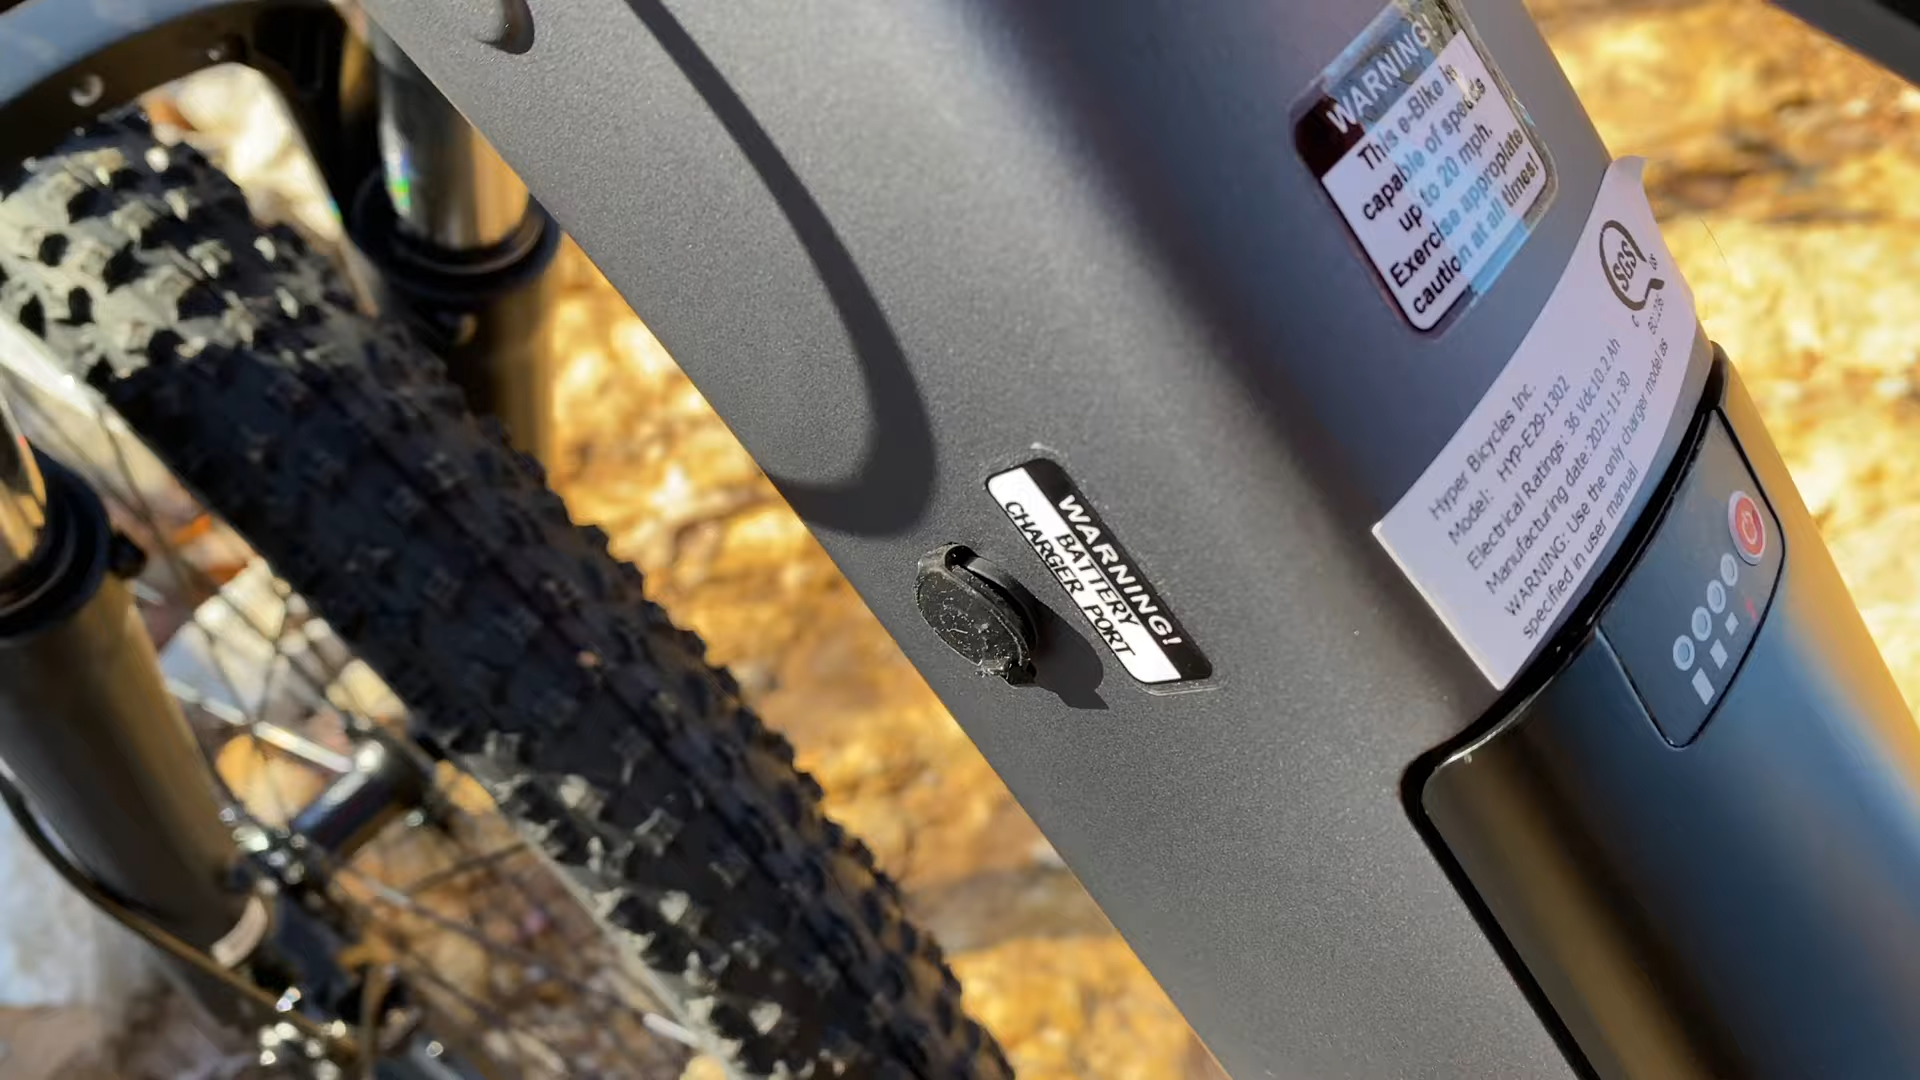 WARNING!
This e-Bike is
capable of speeds
up to 20 mph.
Exercise appropiate
caution at all times!
SGS
C US
Hyper Bicycles Inc.
Model: HYP-E29-1302
Electrical Ratings: 36 Vdc10.2 Ah
Manufacturing date: 2021-11-30
WARNING: Use the only charger model as
specified in user manual
WARNING!
BATTERY
CHARGER PORT